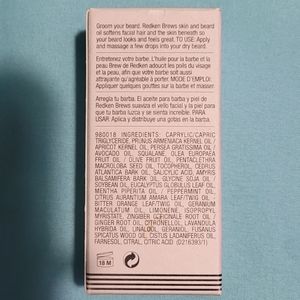 Groom your beard. Redken Brews skin and beard
oil softens facial hair and the skin beneath so
your beard looks and feels great. TO USE: Apply
and massage a few drops into your dry beard.
Entretenez votre barbe. L'huile pour la barbe et la
peau Brew de Redken adoucit les poils du visage
et la peau, afin que votre barbe soit aussi
attrayante qu'agréable à porter. MODE D'EMPLOI:
Appliquer quelques gouttes sur la barbe et masser.
Arregla tu barba. El aceite para barba y piel de
Redken Brews suaviza el vello facial y la piel para
que tu barba luzca y se sienta increíble. PARA
USAR: Aplica y distribuye una gotas en la barba.
980018 INGREDIENTS: CAPRYLIC/CAPRIC
TRIGLYCERIDE, PRUNUS ARMENIACA KERNEL OIL /
APRICOT KERNEL OIL, PERSEA GRATISSIMA OIL /
AVOCADO OIL, SQUALANE, OLEA EUROPAEA
FRUIT OIL / OLIVE FRUIT OIL, PENTACLETHRA
MACROLOBA SEED OIL, TOCOPHEROL, CEDRUS
ATLANTICA BARK OIL, SALICYLIC ACID, AMYRIS
BALSAMIFERA BARK OIL, GLYCINE SOJA OIL /
SOYBEAN OIL, EUCALYPTUS GLOBULUS LEAF OIL,
MENTHA PIPERITA OIL / PEPPERMINT OIL,
CITRUS AURANTIUM AMARA LEAF/TWIG OIL /
BITTER ORANGE LEAF/TWIG OIL, GERANIUM
MACULATUM OIL, LIMONENE, ISOPROPYL
MYRISTATE, ZINGIBER OFFICINALE ROOT OIL /
GINGER ROOT OIL, CITRONELLOL, LAVANDULA
HYBRIDA OIL, LINALOOL, GERANIOL, FUSANUS
SPICATUS WOOD OIL, CISTUS LADANIFERUS OIL,
FARNESOL, CITRAL, CITRIC ACID (D216393/1)
18 M